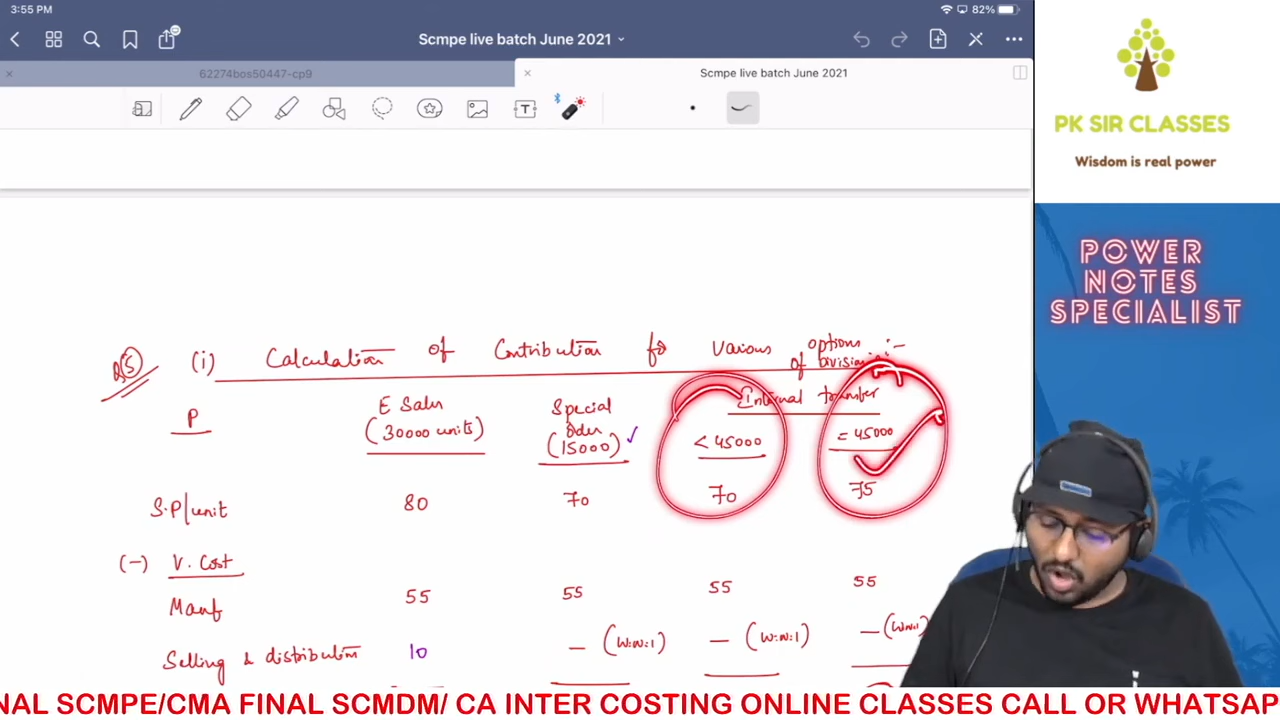 3:55 PM
82%
Scmpe live batch June 2021
62274bos50447-cp9
Scmpe live batch June 2021
T
PK SIR CLASSES
Wisdom is real power
POWER
NOTES
SPECIALIST
Q5 (i) Calculation of Contribution for Various options
of Division :-
P
E Sales
(30000 units)
Special
Order
(15000)
Internal transfer
< 45000
= 45000
S.P/unit 80 70 70 75
(-) V. Cost
Manf 55 55 55 55
Selling & distribution 10 - (W.N:1) - (W.N:1) - (W.N:1)
NAL SCMPE/CMA FINAL SCMDM/ CA INTER COSTING ONLINE CLASSES CALL OR WHATSAP